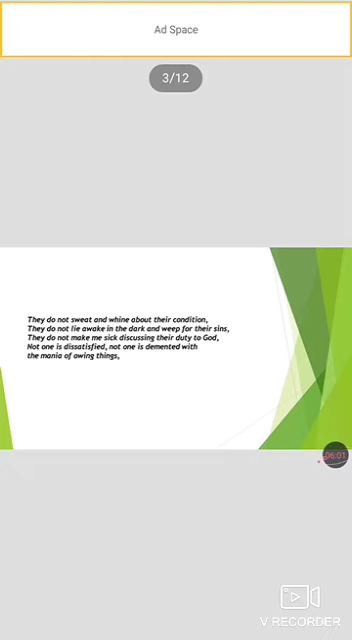 Ad Space
3/12
They do not sweat and whine about their condition,
They do not lie awake in the dark and weep for their sins,
They do not make me sick discussing their duty to God,
Not one is dissatisfied, not one is demented with
the mania of owing things,
06:01
V RECORDER